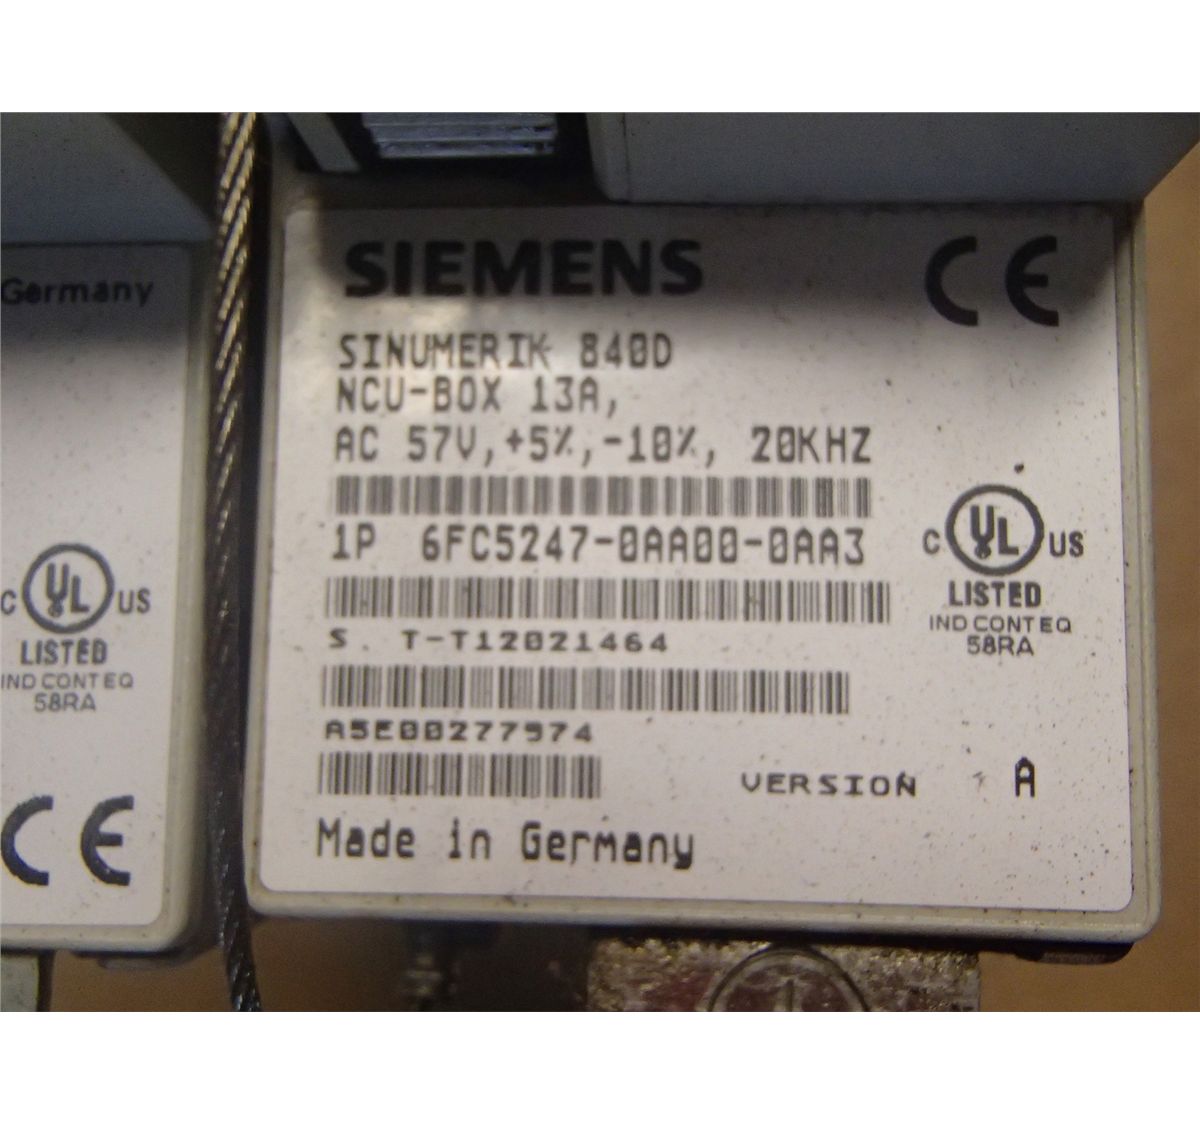 SIEMENS
CE
SINUMERIK 840D
NCU-BOX 13A,
AC 57V,+5%,-10%, 20KHZ
1P 6FC5247-0AA00-0AA3
C UL US
LISTED
IND CONT EQ
58RA
S. T-T12021464
A5E00277974
VERSION A
Made in Germany
Germany
C UL US
LISTED
IND CONT EQ
58RA
CE